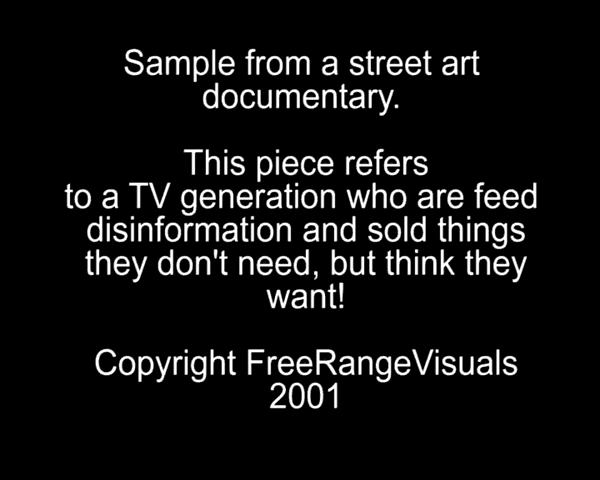 Sample from a street art
documentary.
This piece refers
to a TV generation who are feed
disinformation and sold things
they don't need, but think they
want!
Copyright FreeRangeVisuals
2001